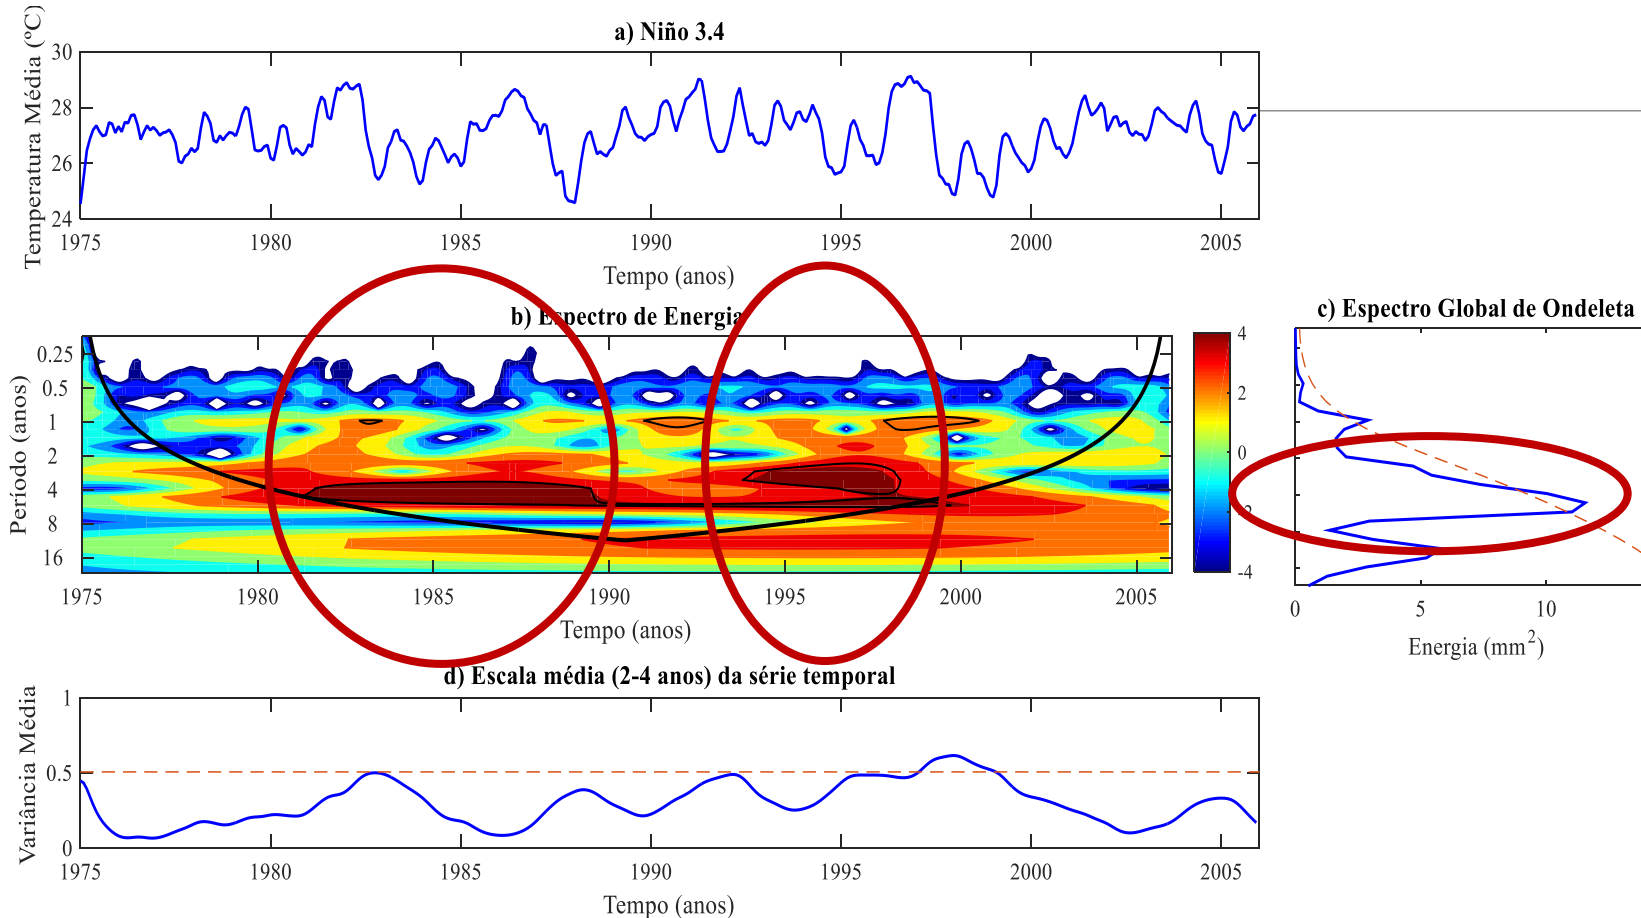 a) Niño 3.4
Temperatura Média (°C)
30
28
26
24
1975 1980 1985 1990 1995 2000 2005
Tempo (anos)
b) Espectro de Energia
Período (anos)
0.25
0.5
1
2
4
8
16
1975 1980 1985 1990 1995 2000 2005
Tempo (anos)
4
2
0
-2
-4
c) Espectro Global de Ondeleta
0 5 10
Energia (mm²)
d) Escala média (2-4 anos) da série temporal
Variância Média
1
0.5
0
1975 1980 1985 1990 1995 2000 2005
Tempo (anos)